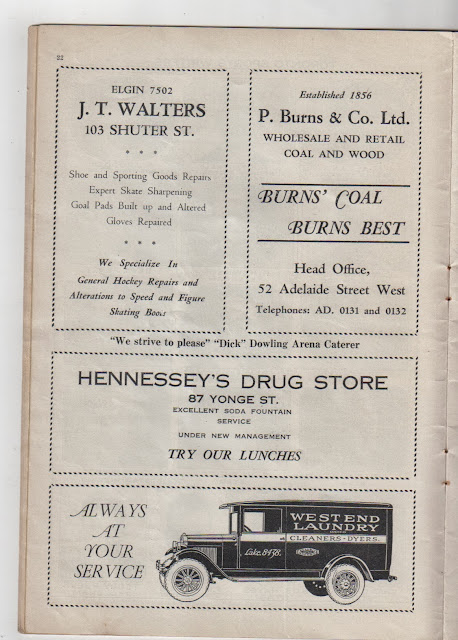 22
ELGIN 7502
J. T. WALTERS
103 SHUTER ST.
* * *
Shoe and Sporting Goods Repairs
Expert Skate Sharpening
Goal Pads Built up and Altered
Gloves Repaired
* * *
We Specialize In
General Hockey Repairs and
Alterations to Speed and Figure
Skating Boots
Established 1856
P. Burns & Co. Ltd.
WHOLESALE AND RETAIL
COAL AND WOOD
BURNS' COAL
BURNS BEST
Head Office,
52 Adelaide Street West
Telephones: AD. 0131 and 0132
"We strive to please" "Dick" Dowling Arena Caterer
HENNESSEY'S DRUG STORE
87 YONGE ST.
EXCELLENT SODA FOUNTAIN
SERVICE
UNDER NEW MANAGEMENT
TRY OUR LUNCHES
ALWAYS
AT
YOUR
SERVICE
WEST END
LAUNDRY
CLEANERS-DYERS.
Lake. 8458.